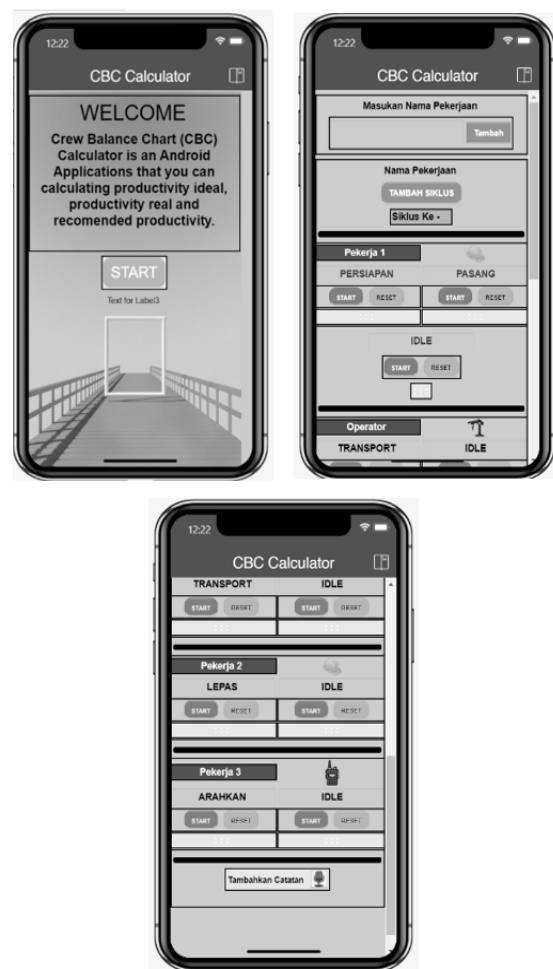 12:22
CBC Calculator
WELCOME
Crew Balance Chart (CBC)
Calculator is an Android
Applications that you can
calculating productivity ideal,
productivity real and
recomended productivity.
START
Text for Label3
12:22
CBC Calculator
Masukan Nama Pekerjaan
Tambah
Nama Pekerjaan
TAMBAH SIKLUS
Siklus Ke -
Pekerja 1
PERSIAPAN PASANG
START RESET START RESET
: : : : : :
IDLE
START RESET
Operator
TRANSPORT IDLE
12:22
CBC Calculator
TRANSPORT IDLE
START RESET START RESET
: : : : : :
Pekerja 2
LEPAS IDLE
START RESET START RESET
: : : : : :
Pekerja 3
ARAHKAN IDLE
START RESET START RESET
: : : : : :
Tambahkan Catatan